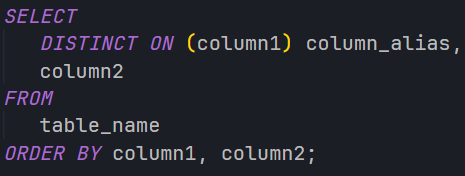 SELECT
DISTINCT ON (column1) column_alias,
column2
FROM
table_name
ORDER BY column1, column2;